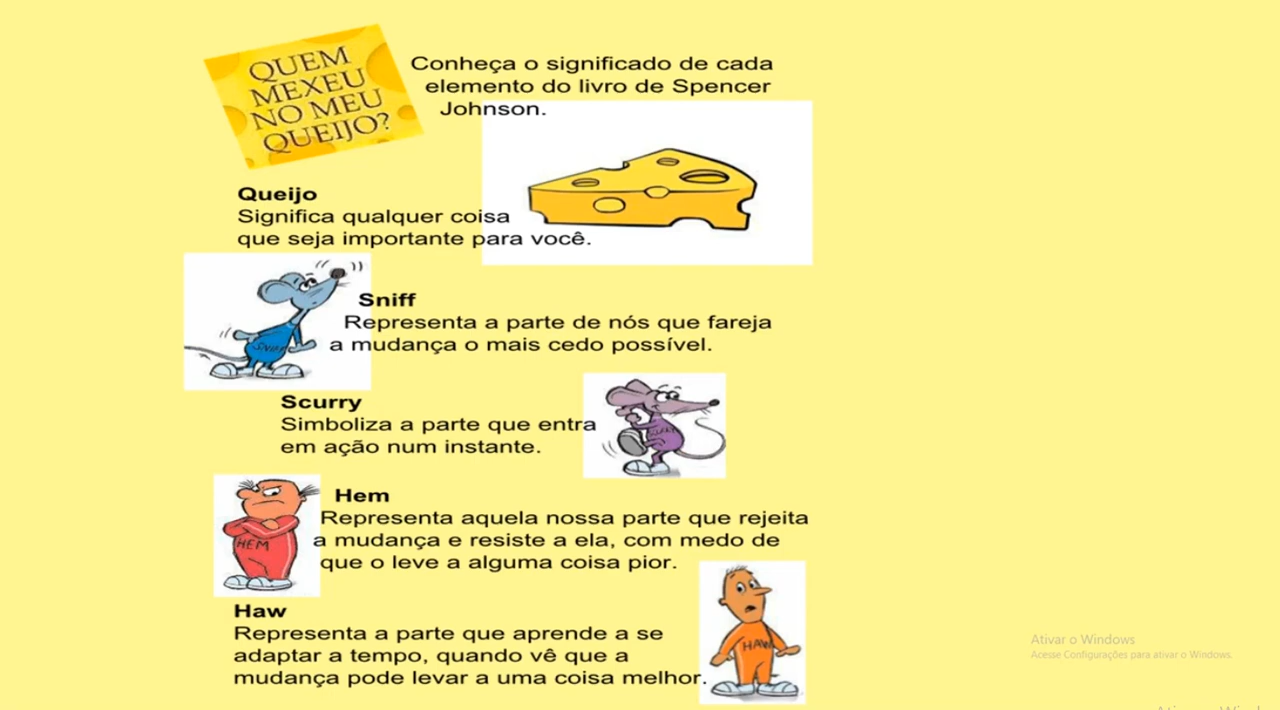 QUEM
MEXEU
NO MEU
QUEIJO?
Conheça o significado de cada
elemento do livro de Spencer
Johnson.
Queijo
Significa qualquer coisa
que seja importante para você.
Sniff
Representa a parte de nós que fareja
a mudança o mais cedo possível.
SNIFF
Scurry
Simboliza a parte que entra
em ação num instante.
Hem
Representa aquela nossa parte que rejeita
a mudança e resiste a ela, com medo de
que o leve a alguma coisa pior.
HEM
Haw
Representa a parte que aprende a se
adaptar a tempo, quando vê que a
mudança pode levar a uma coisa melhor.
HAW
Ativar o Windows
Acesse Configurações para ativar o Windows.